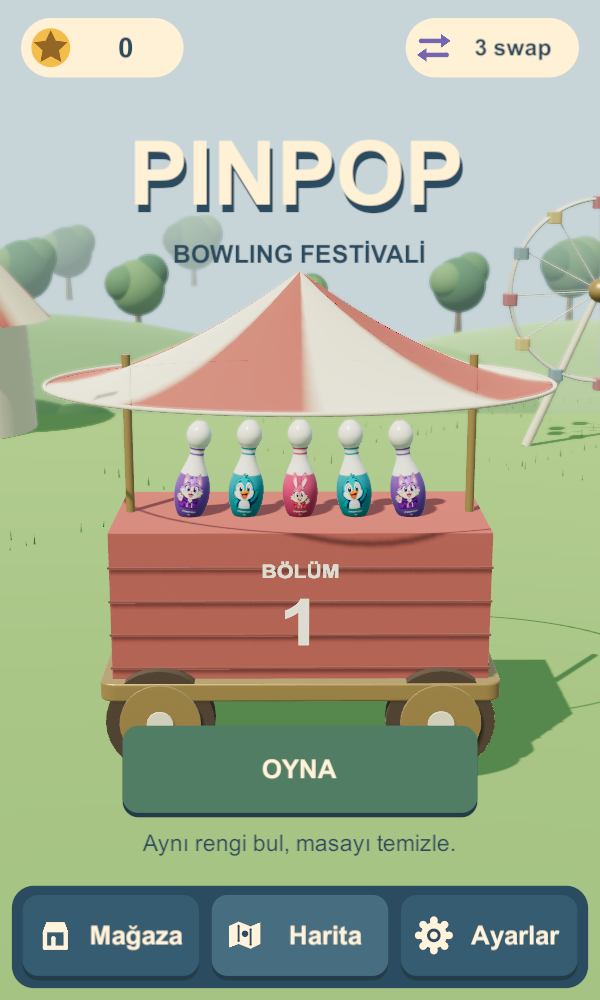 0
3 swap
PINPOP
BOWLING FESTİVALİ
BÖLÜM
1
OYNA
Aynı rengi bul, masayı temizle.
Mağaza
Harita
Ayarlar